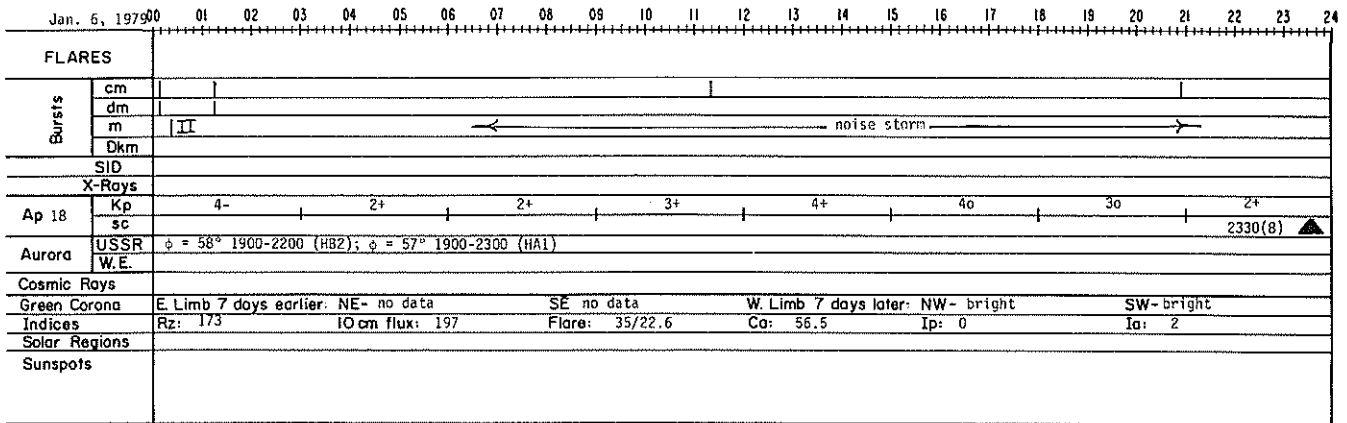 Jan. 6, 1979 00 01 02 03 04 05 06 07 08 09 10 11 12 13 14 15 16 17 18 19 20 21 22 23 24
FLARES
Bursts
cm
dm
m II noise storm
Dkm
SID
X-Rays
Ap 18
Kp 4- 2+ 2+ 3+ 4+ 4o 3o 2+
sc 2330(8)
Aurora
USSR φ = 58° 1900-2200 (HB2); φ = 57° 1900-2300 (HA1)
W.E.
Cosmic Rays
Green Corona E. Limb 7 days earlier: NE- no data SE no data W. Limb 7 days later: NW- bright SW- bright
Indices Rz: 173 10 cm flux: 197 Flare: 35/22.6 Ca: 56.5 Ip: 0 Ia: 2
Solar Regions
Sunspots